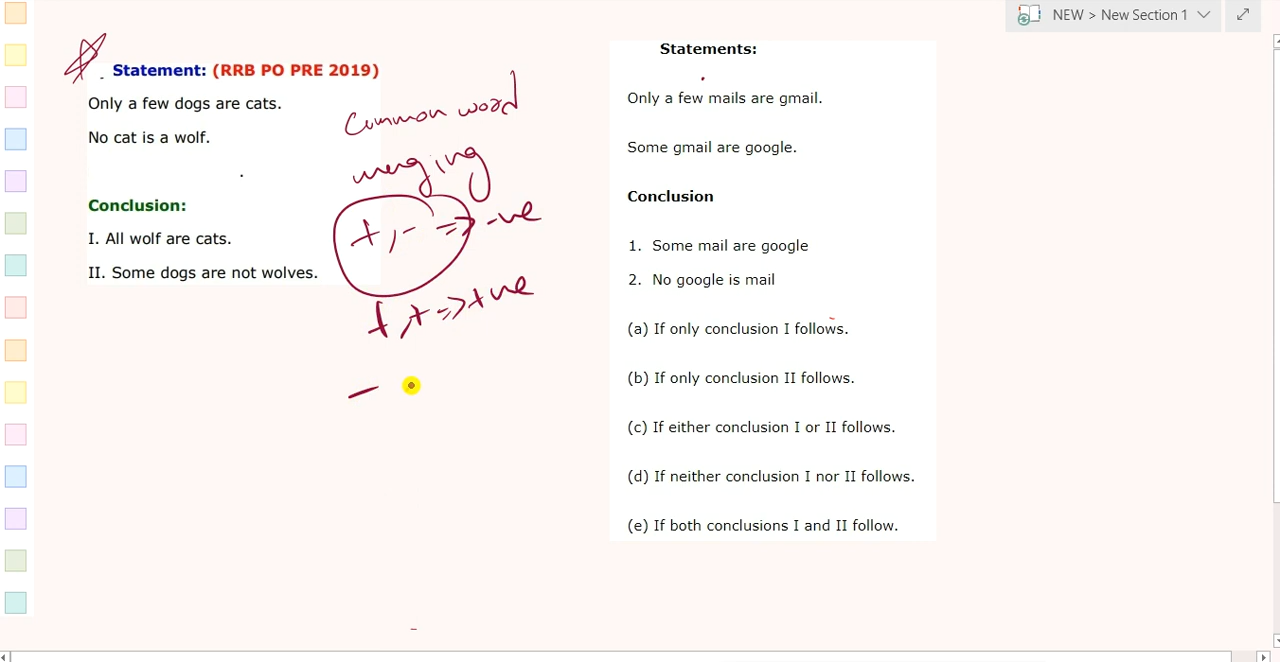 NEW > New Section 1
Statement: (RRB PO PRE 2019)
Only a few dogs are cats.
No cat is a wolf.
Conclusion:
I. All wolf are cats.
II. Some dogs are not wolves.
Common word
merging
+, - => -ve
+, + => +ve
-
Statements:
Only a few mails are gmail.
Some gmail are google.
Conclusion
1. Some mail are google
2. No google is mail
(a) If only conclusion I follows.
(b) If only conclusion II follows.
(c) If either conclusion I or II follows.
(d) If neither conclusion I nor II follows.
(e) If both conclusions I and II follow.